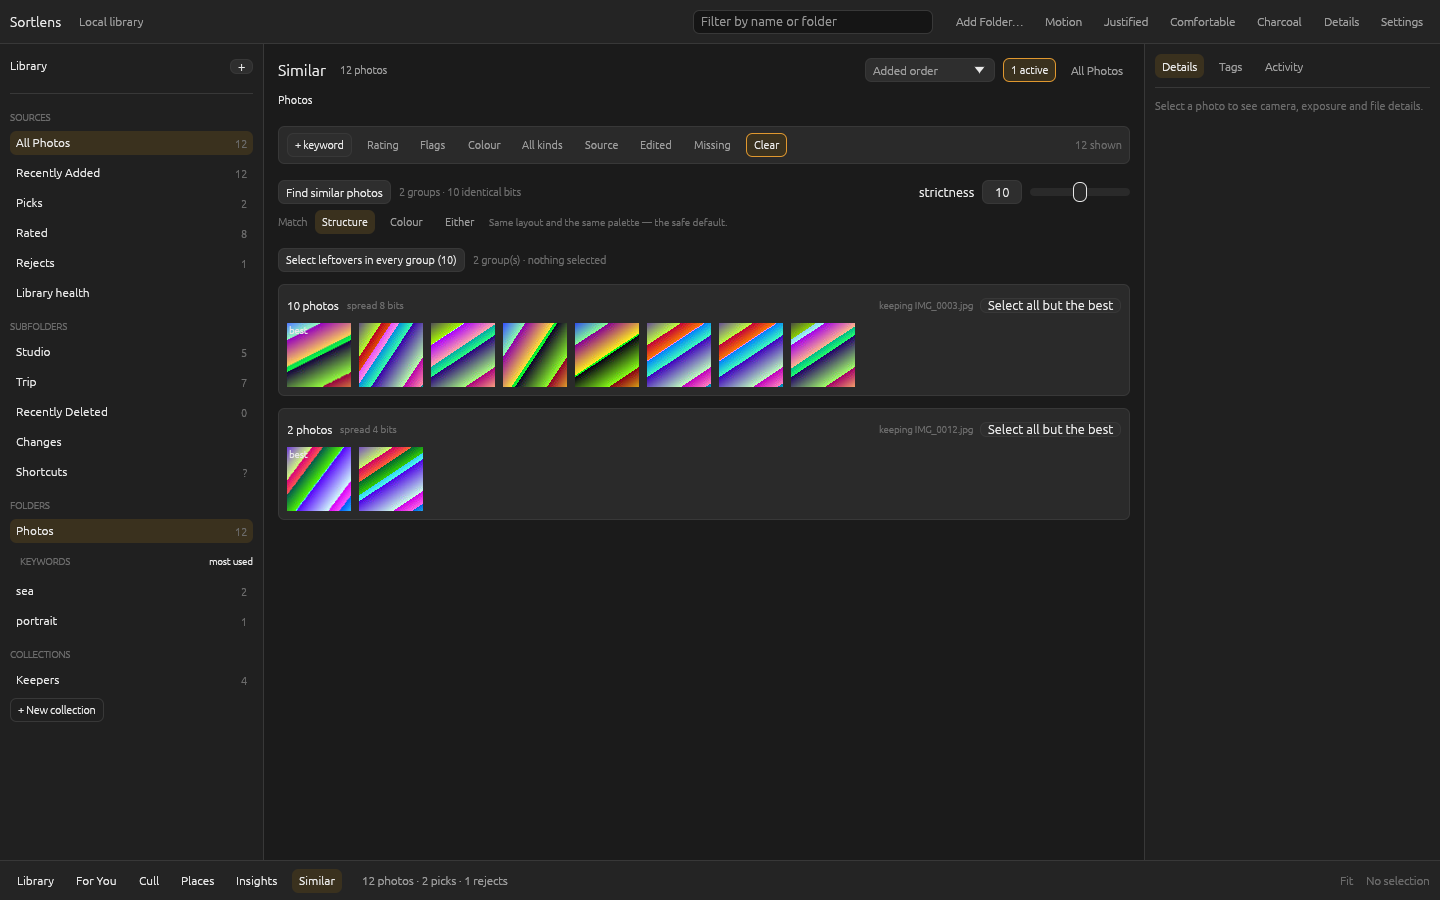 Sortlens Local library Filter by name or folder Add Folder... Motion Justified Comfortable Charcoal Details Settings
Library +
SOURCES
All Photos 12
Recently Added 12
Picks 2
Rated 8
Rejects 1
Library health
SUBFOLDERS
Studio 5
Trip 7
Recently Deleted 0
Changes
Shortcuts ?
FOLDERS
Photos 12
KEYWORDS most used
sea 2
portrait 1
COLLECTIONS
Keepers 4
+ New collection
Similar 12 photos Added order 1 active All Photos
Photos
+ keyword Rating Flags Colour All kinds Source Edited Missing Clear 12 shown
Find similar photos 2 groups · 10 identical bits strictness 10
Match Structure Colour Either Same layout and the same palette — the safe default.
Select leftovers in every group (10) 2 group(s) · nothing selected
10 photos spread 8 bits keeping IMG_0003.jpg Select all but the best
best
2 photos spread 4 bits keeping IMG_0012.jpg Select all but the best
best
Details Tags Activity
Select a photo to see camera, exposure and file details.
Library For You Cull Places Insights Similar 12 photos · 2 picks · 1 rejects Fit No selection